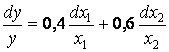 dy/y = 0,4 dx₁/x₁ + 0,6 dx₂/x₂